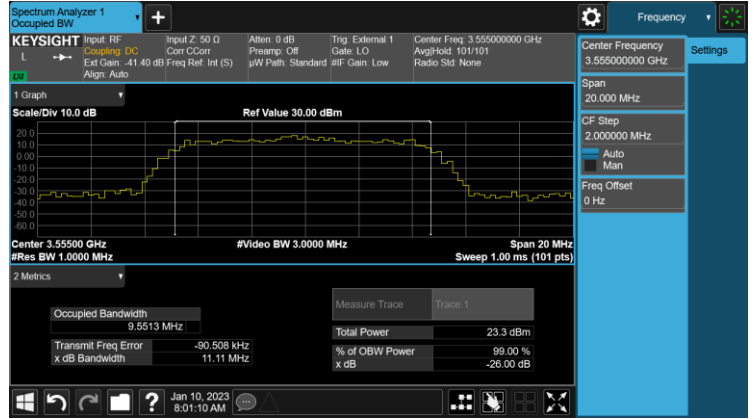 Spectrum Analyzer 1
Occupied BW
+
Frequency
KEYSIGHT
L
LXI
Input: RF
Coupling: DC
Ext Gain: -41.40 dB
Align: Auto
Input Z: 50 Ω
Corr CCorr
Freq Ref: Int (S)
Atten: 0 dB
Preamp: Off
µW Path: Standard
Trig: External 1
Gate: LO
#IF Gain: Low
Center Freq: 3.555000000 GHz
Avg|Hold: 101/101
Radio Std: None
Center Frequency
3.555000000 GHz
Settings
Span
20.000 MHz
CF Step
2.000000 MHz
Auto
Man
Freq Offset
0 Hz
1 Graph
Scale/Div 10.0 dB
Ref Value 30.00 dBm
20.0
10.0
0.00
-10.0
-20.0
-30.0
-40.0
-50.0
-60.0
Center 3.55500 GHz
#Video BW 3.0000 MHz
Span 20 MHz
#Res BW 1.0000 MHz
Sweep 1.00 ms (101 pts)
2 Metrics
Occupied Bandwidth
9.5513 MHz
Transmit Freq Error -90.508 kHz
x dB Bandwidth 11.11 MHz
Measure Trace Trace 1
Total Power 23.3 dBm
% of OBW Power 99.00 %
x dB -26.00 dB
?
Jan 10, 2023
8:01:10 AM